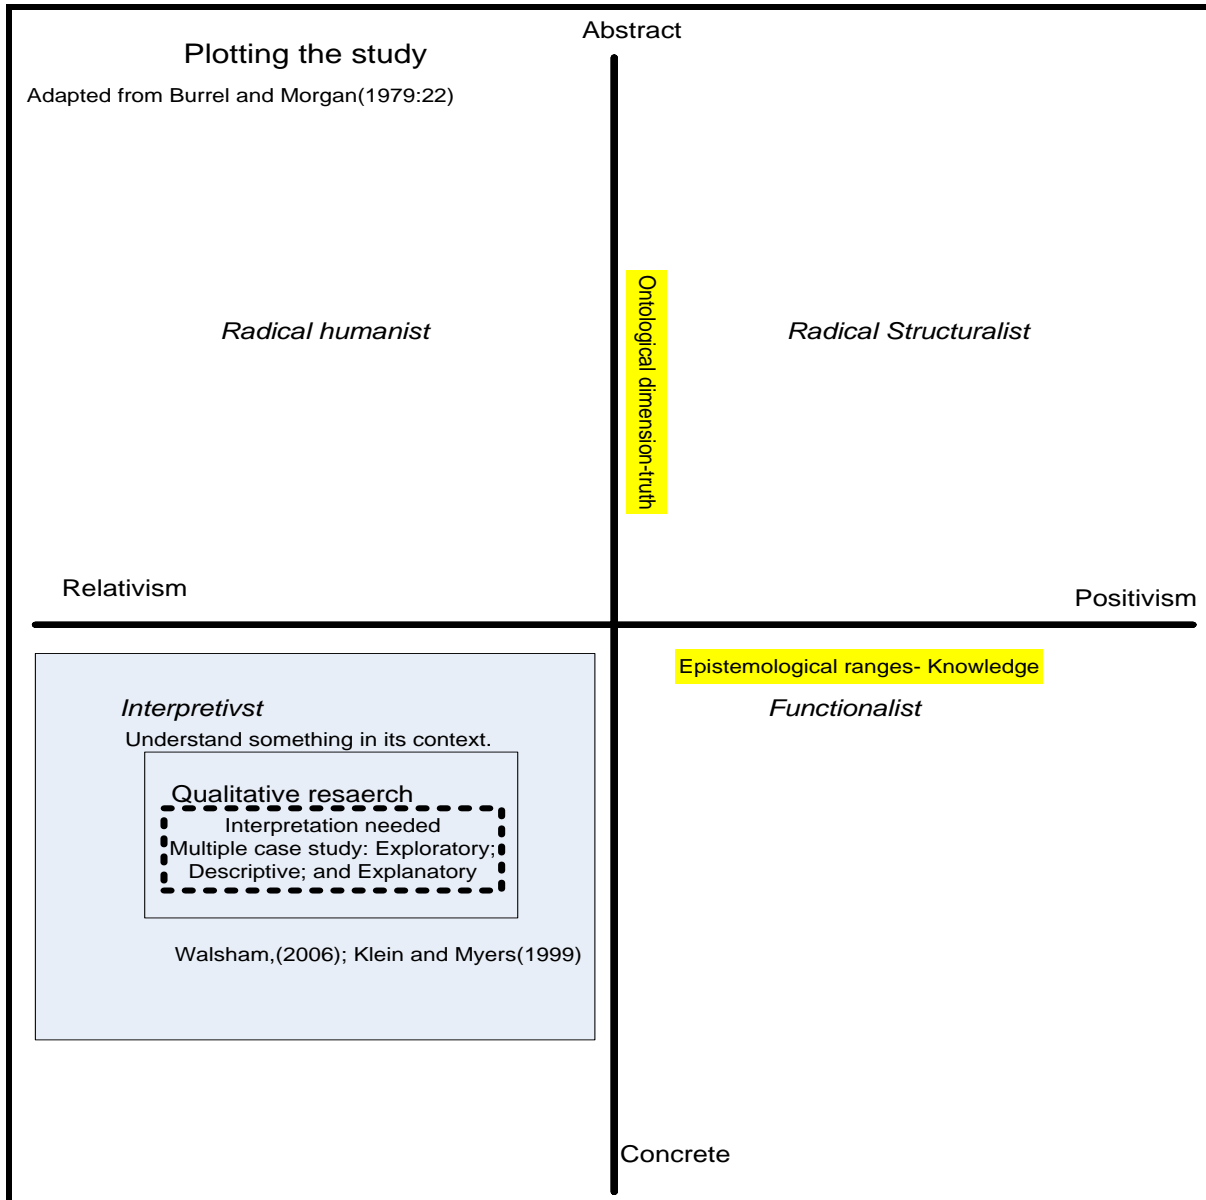 Abstract
Plotting the study
Adapted from Burrel and Morgan(1979:22)
Ontological dimension-truth
Radical humanist
Radical Structuralist
Relativism
Positivism
Epistemological ranges- Knowledge
Interpretivst
Functionalist
Understand something in its context.
Qualitative resaerch
Interpretation needed
Multiple case study: Exploratory;
Descriptive; and Explanatory
Walsham,(2006); Klein and Myers(1999)
Concrete